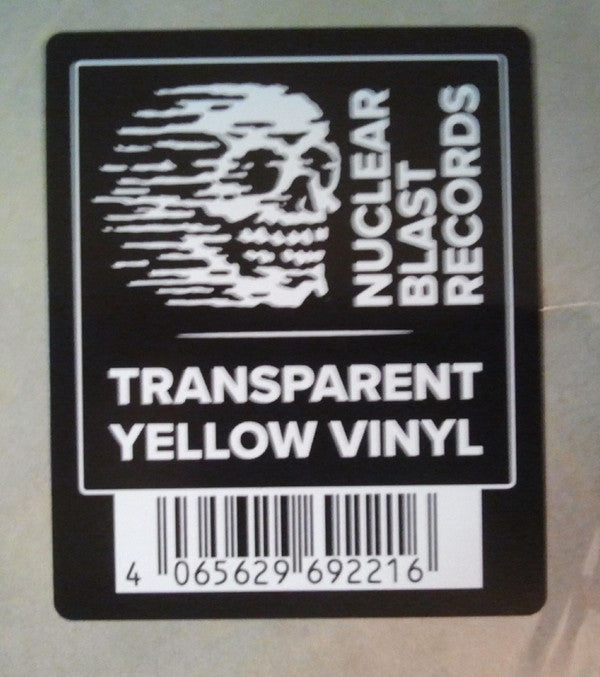 NUCLEAR
BLAST
RECORDS
TRANSPARENT
YELLOW VINYL
4 065629 692216